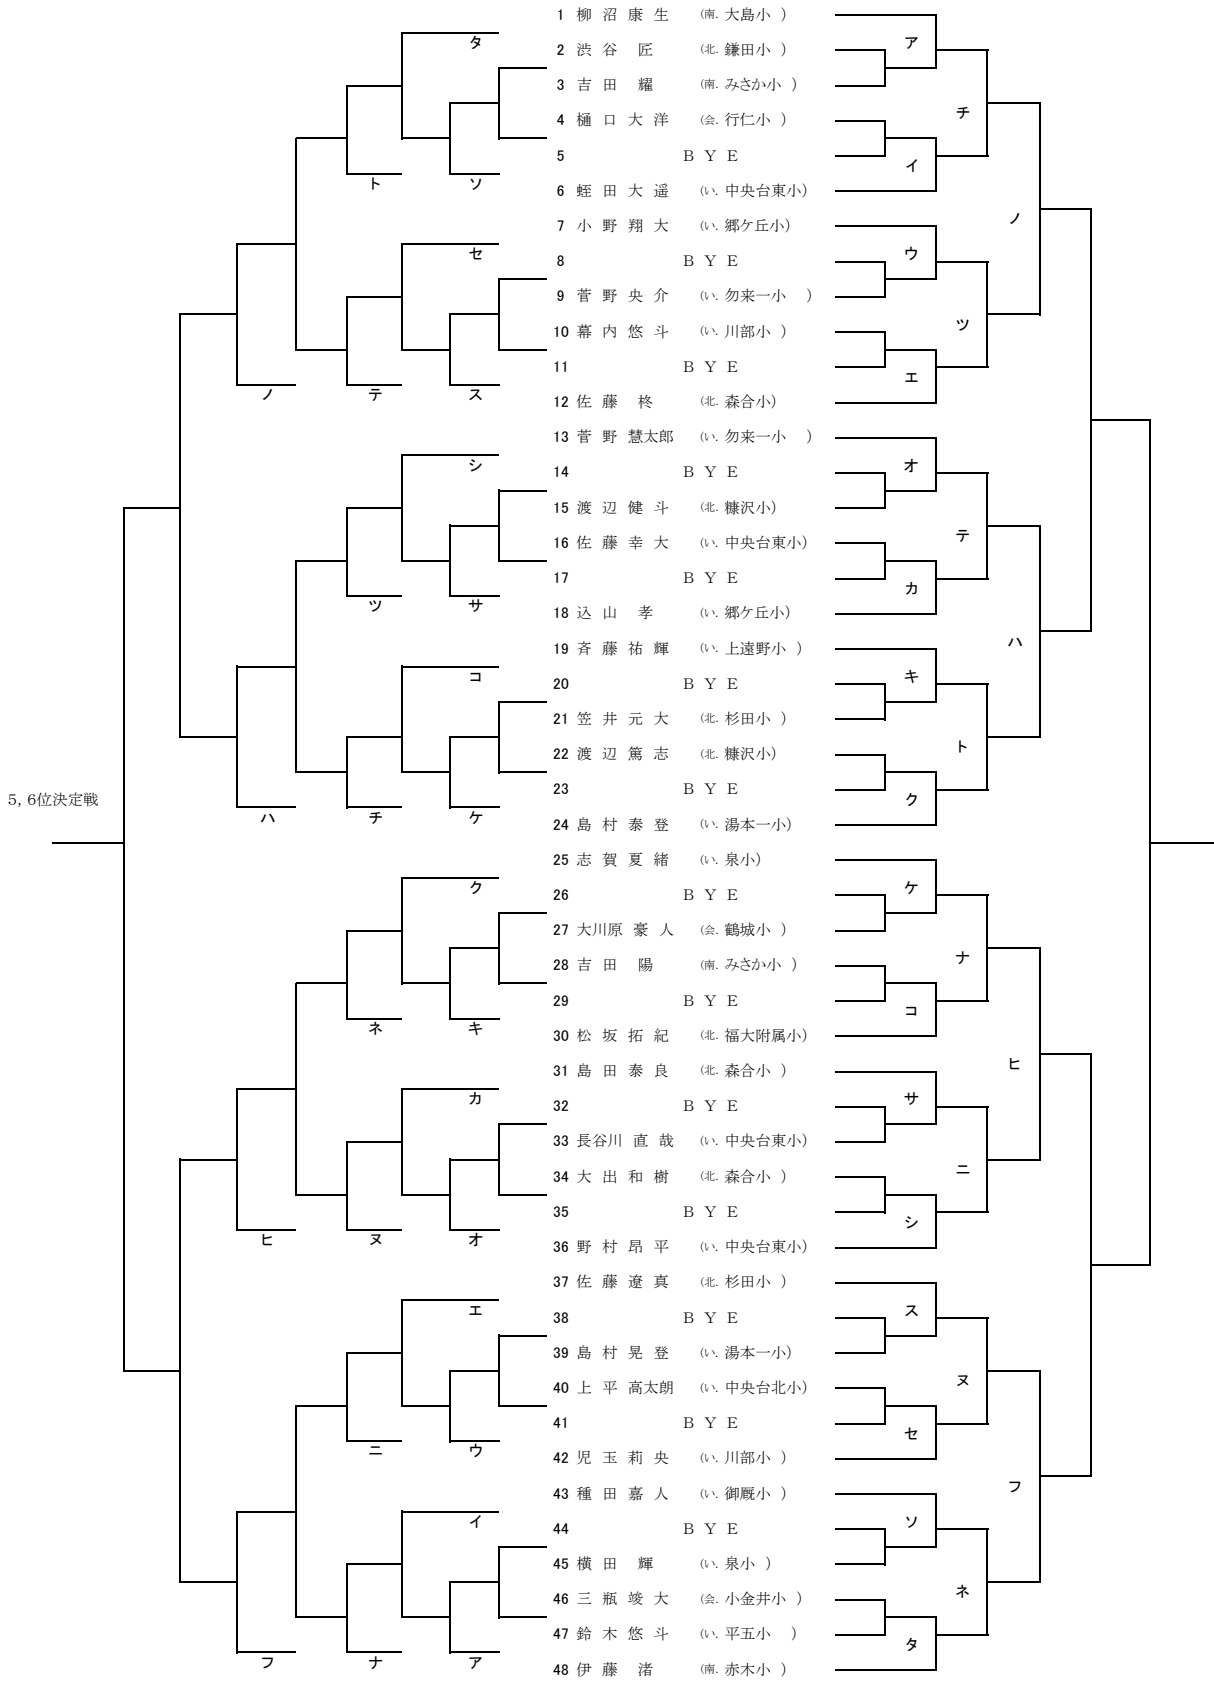 1 柳 沼 康 生 (南. 大島小 )
タ ア
2 渋 谷 匠 (北. 鎌田小 )
3 吉 田 耀 (南. みさか小 )
チ
4 樋 口 大 洋 (会. 行仁小 )
5 B Y E
イ
ト ソ
6 蛭 田 大 遥 (い. 中央台東小)
ノ
7 小 野 翔 大 (い. 郷ケ丘小)
セ ウ
8 B Y E
9 菅 野 央 介 (い. 勿来一小 )
ツ
10 幕 内 悠 斗 (い. 川部小 )
11 B Y E
エ
ノ テ ス
12 佐 藤 柊 (北. 森合小)
13 菅 野 慧太郎 (い. 勿来一小 )
シ オ
14 B Y E
15 渡 辺 健 斗 (北. 糠沢小)
テ
16 佐 藤 幸 大 (い. 中央台東小)
17 B Y E
カ
ツ サ
18 込 山 孝 (い. 郷ケ丘小)
ハ
19 斉 藤 祐 輝 (い. 上遠野小 )
コ キ
20 B Y E
21 笠 井 元 大 (北. 杉田小 )
ト
22 渡 辺 篤 志 (北. 糠沢小)
23 B Y E
5, 6位決定戦 ク
ハ チ ケ
24 島 村 泰 登 (い. 湯本一小)
25 志 賀 夏 緒 (い. 泉小)
ク ケ
26 B Y E
27 大川原 豪 人 (会. 鶴城小 )
ナ
28 吉 田 陽 (南. みさか小 )
29 B Y E
コ
ネ キ
30 松 坂 拓 紀 (北. 福大附属小)
ヒ
31 島 田 泰 良 (北. 森合小 )
カ サ
32 B Y E
33 長谷川 直 哉 (い. 中央台東小)
ニ
34 大 出 和 樹 (北. 森合小 )
35 B Y E
シ
ヒ ヌ オ
36 野 村 昂 平 (い. 中央台東小)
37 佐 藤 遼 真 (北. 杉田小 )
エ ス
38 B Y E
39 島 村 晃 登 (い. 湯本一小)
ヌ
40 上 平 高太朗 (い. 中央台北小)
41 B Y E
セ
ニ ウ
42 児 玉 莉 央 (い. 川部小 )
フ
43 種 田 嘉 人 (い. 御厩小 )
イ ソ
44 B Y E
45 横 田 輝 (い. 泉小 )
ネ
46 三 瓶 竣 大 (会. 小金井小 )
47 鈴 木 悠 斗 (い. 平五小 )
タ
フ ナ ア
48 伊 藤 渚 (南. 赤木小 )